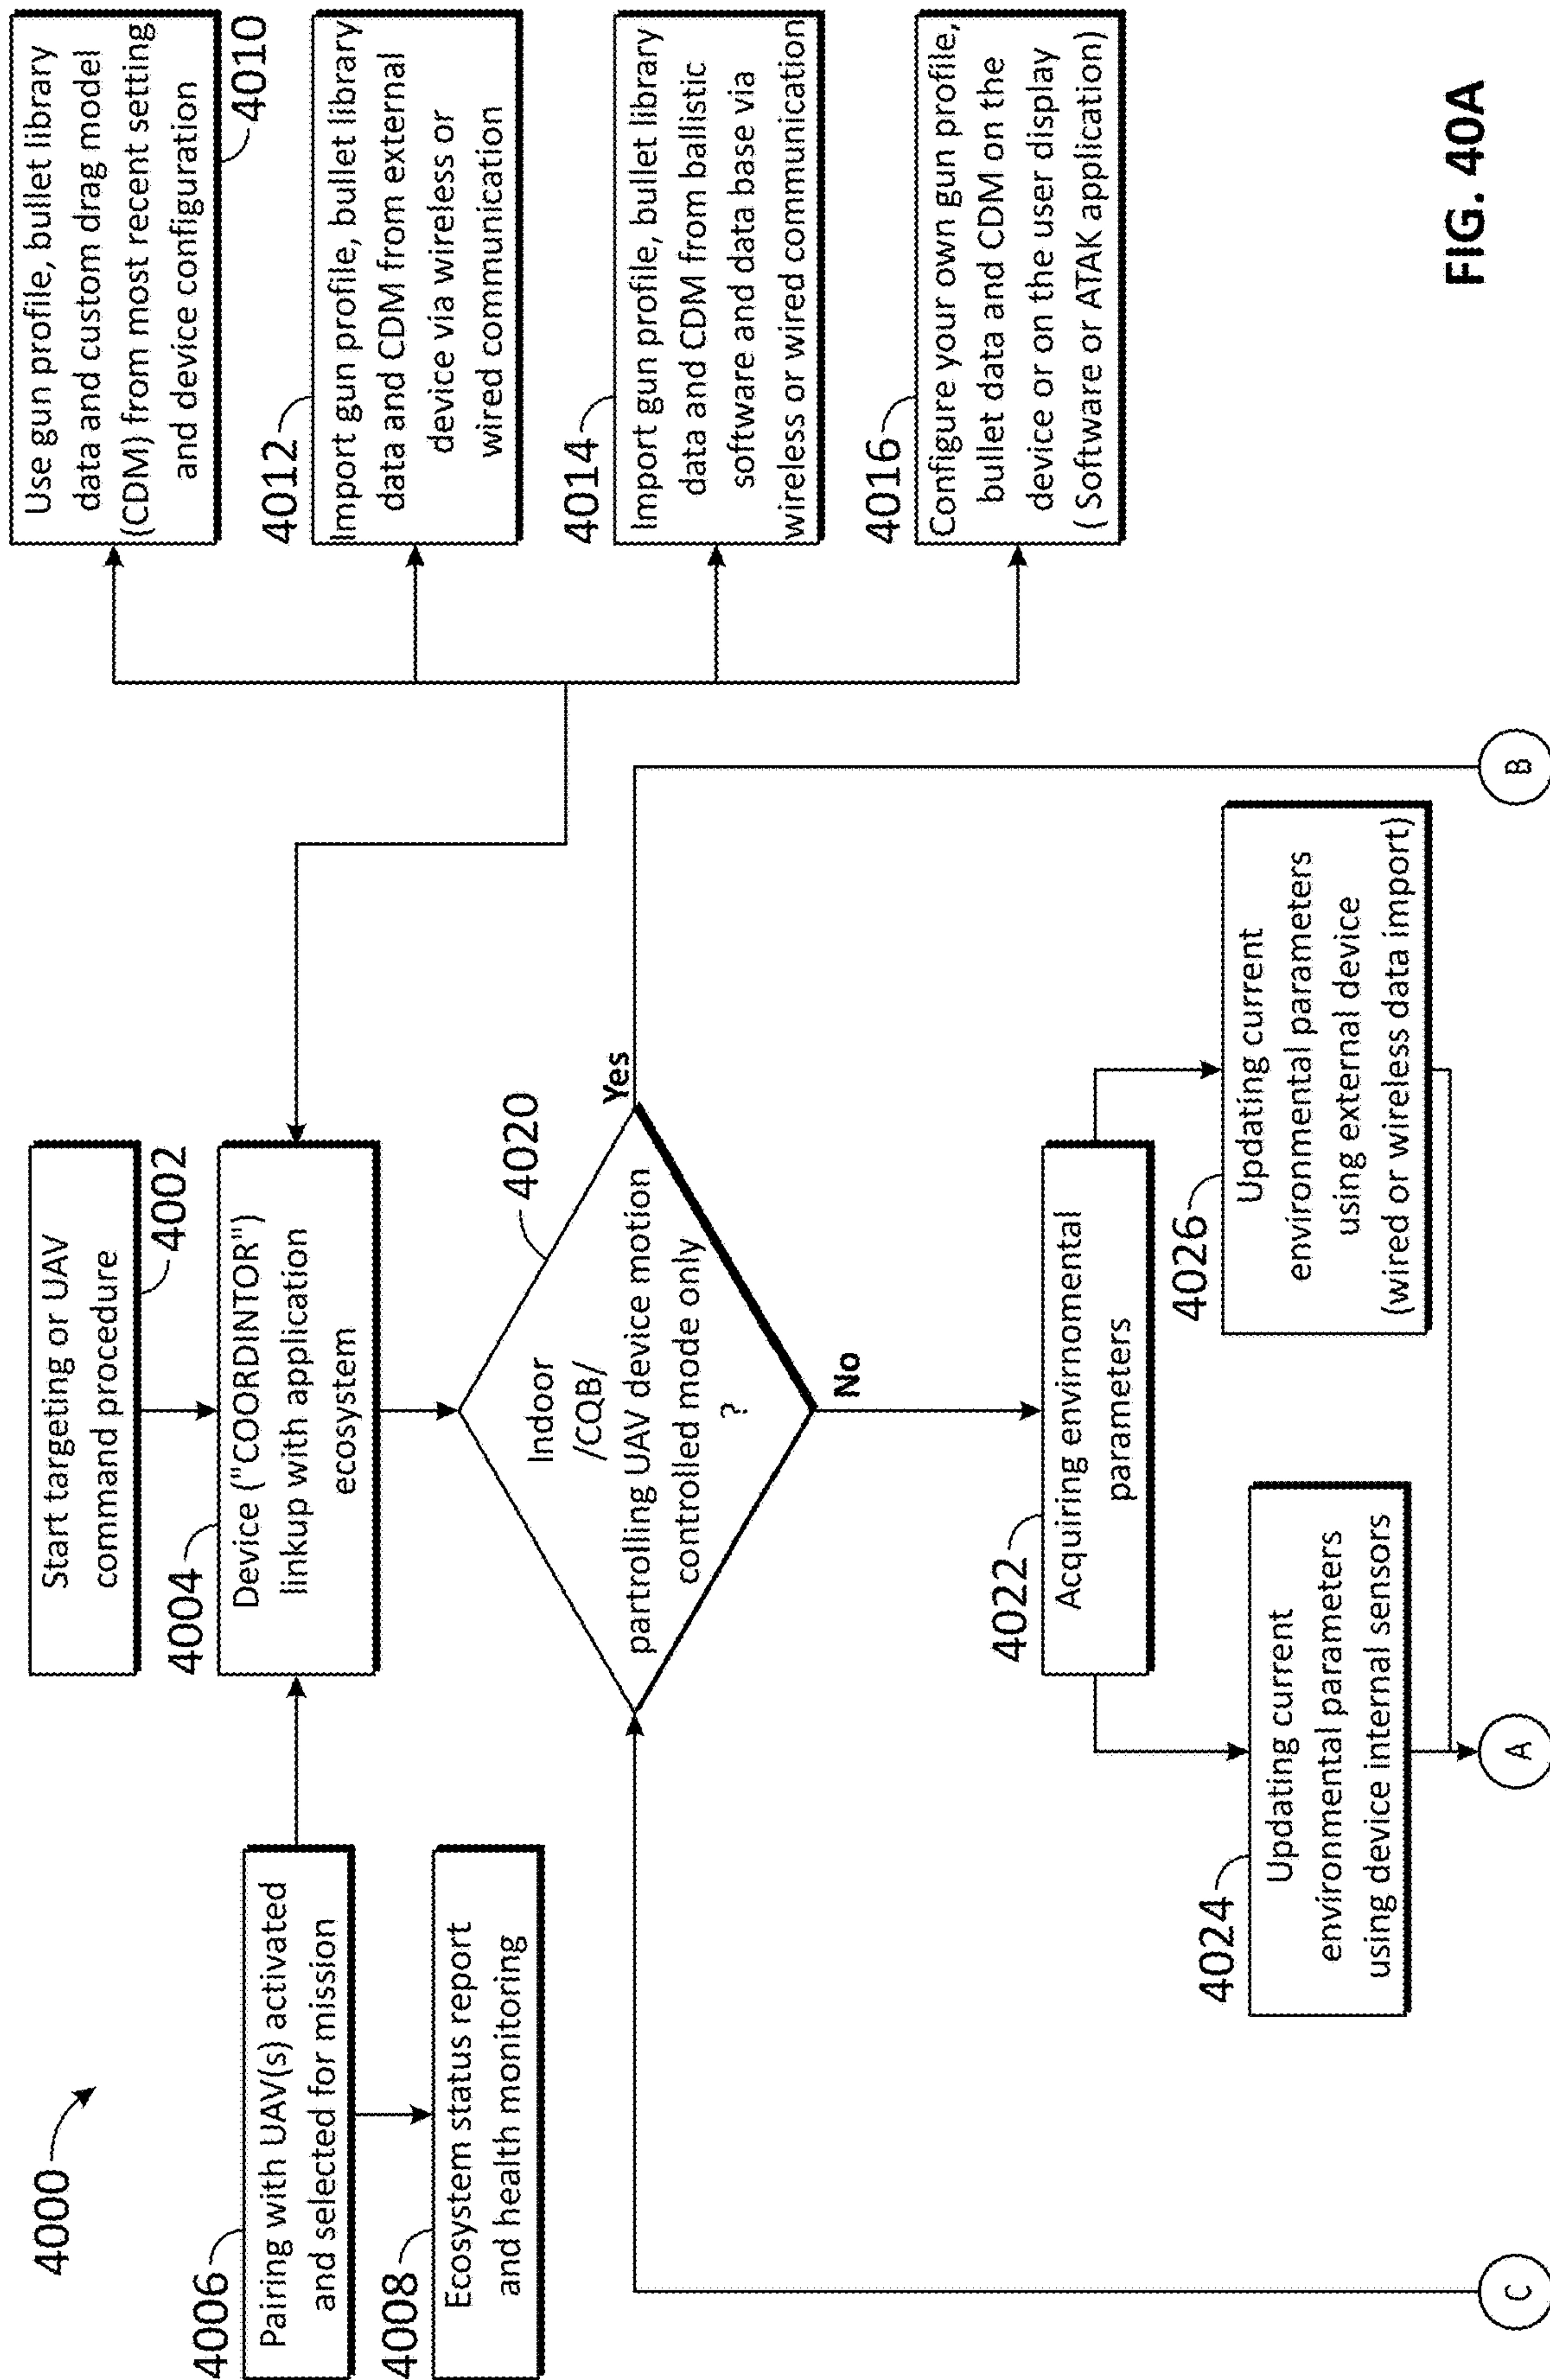 4000
Start targeting or UAV
command procedure
4002
4004
Device ("COORDINTOR")
linkup with application
ecosystem
4006
Pairing with UAV(s) activated
and selected for mission
4008
Ecosystem status report
and health monitoring
Use gun profile, bullet library
data and custom drag model
(CDM) from most recent setting
and device configuration
4010
4012
Import gun profile, bullet library
data and CDM from external
device via wireless or
wired communication
4014
Import gun profile, bullet library
data and CDM from ballistic
software and data base via
wireless or wired communication
4016
Configure your own gun profile,
bullet data and CDM on the
device or on the user display
( Software or ATAK application)
4020
Indoor
/CQB/
partrolling UAV device motion
controlled mode only
?
Yes
No
4022
Acquiring envirnomental
parameters
4024
Updating current
environmental parameters
using device internal sensors
4026
Updating current
environmental parameters
using external device
(wired or wireless data import)
C
A
B
FIG. 40A